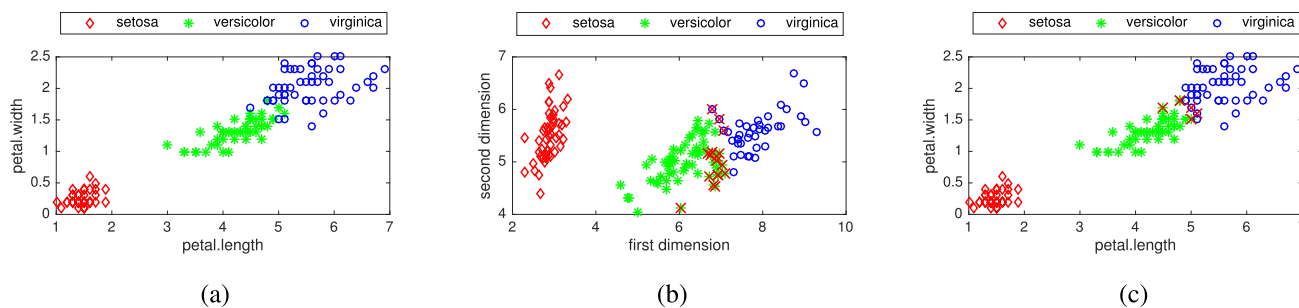 setosa versicolor virginica
2.5
2
1.5
1
0.5
0
petal.width
1 2 3 4 5 6 7
petal.length
(a)
setosa versicolor virginica
7
6
5
4
second dimension
2 4 6 8 10
first dimension
(b)
setosa versicolor virginica
2.5
2
1.5
1
0.5
0
petal.width
1 2 3 4 5 6
petal.length
(c)